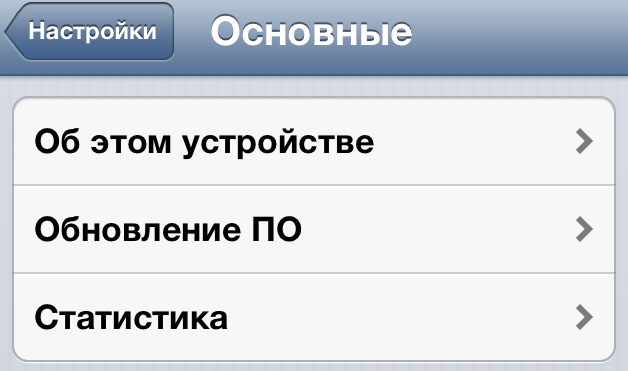 Настройки
Основные
Об этом устройстве
Обновление ПО
Статистика